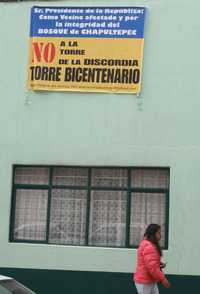 Sr. Presidente de la República:
Como Vecino afectado y por
la integridad del
BOSQUE DE CHAPULTEPEC
NO A LA
TORRE
DE LA DISCORDIA
TORRE BICENTENARIO